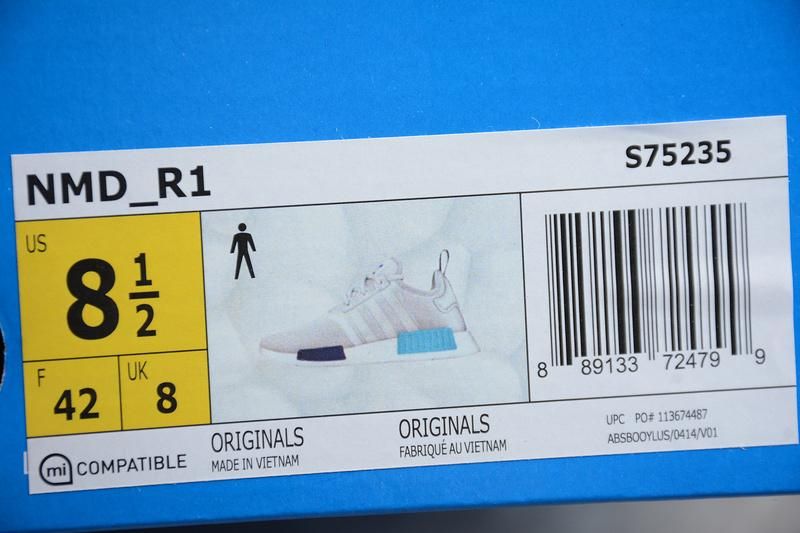 NMD_R1
S75235
US
8 1/2
F
42
UK
8
8 89133 72479 9
mi COMPATIBLE
ORIGINALS
MADE IN VIETNAM
ORIGINALS
FABRIQUÉ AU VIETNAM
UPC PO# 113674487
ABSBOOYLUS/0414/V01